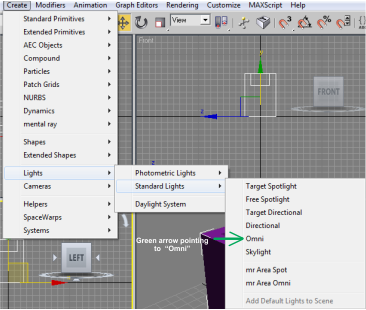 Create Modifiers Animation Graph Editors Rendering Customize MAXScript Help
Standard Primitives
Extended Primitives
AEC Objects
Compound
Particles
Patch Grids
NURBS
Dynamics
mental ray
Shapes
Extended Shapes
Lights
Cameras
Helpers
SpaceWarps
Systems
View
Front
y
z
FRONT
Photometric Lights
Standard Lights
Daylight System
Target Spotlight
Free Spotlight
Target Directional
Directional
Omni
Skylight
mr Area Spot
mr Area Omni
Add Default Lights to Scene
Green arrow pointing
to "Omni"
LEFT